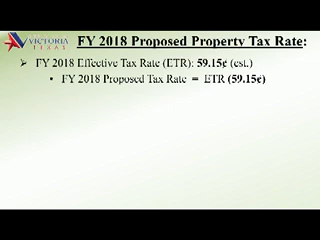 VICTORIA
TEXAS
FY 2018 Proposed Property Tax Rate:
FY 2018 Effective Tax Rate (ETR): 59.15¢ (est.)
FY 2018 Proposed Tax Rate = ETR (59.15¢)